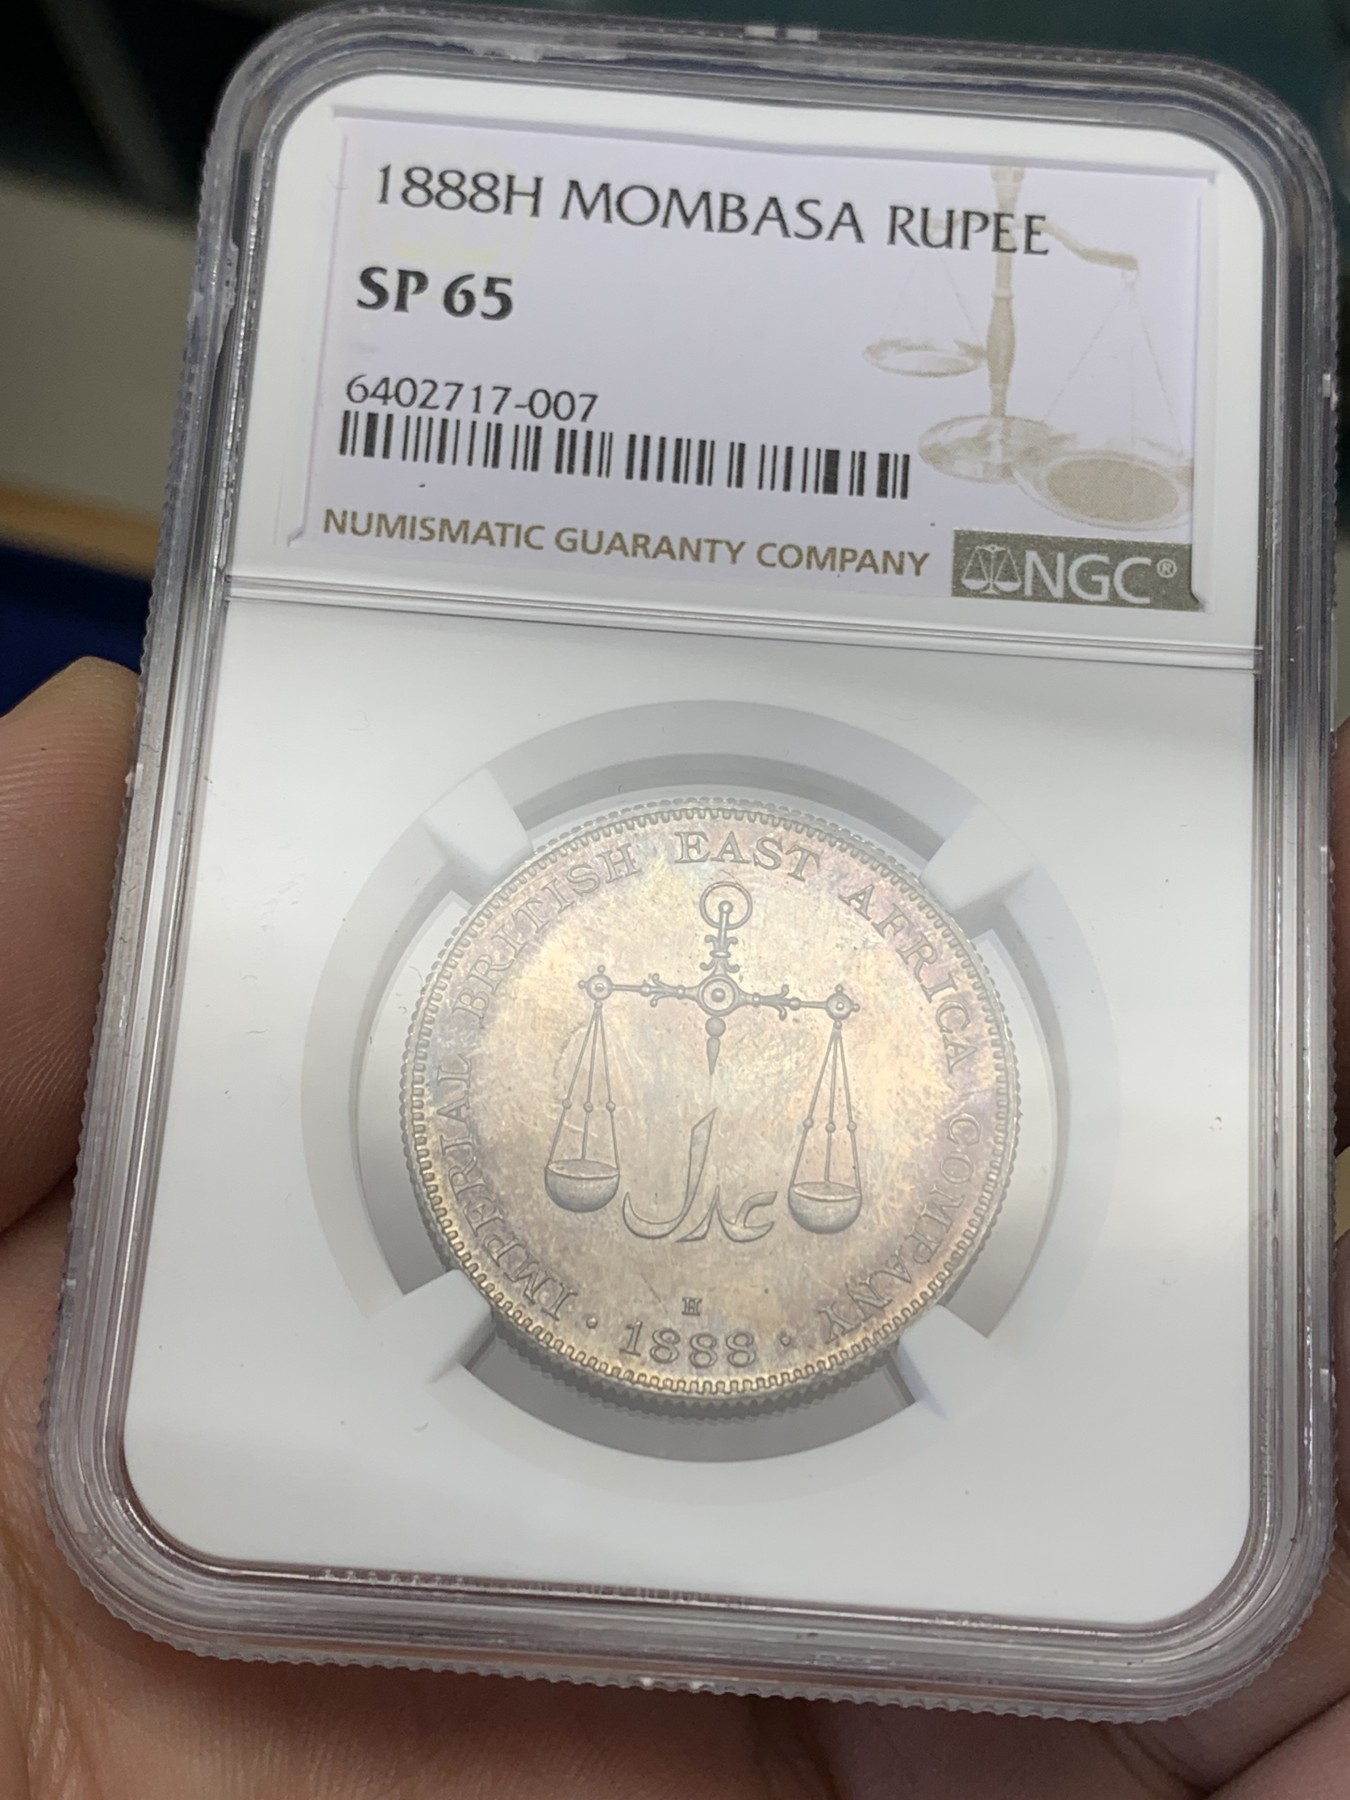 1888H MOMBASA RUPEE
SP 65
6402717-007
NUMISMATIC GUARANTY COMPANY
NGC®
IMPERIAL BRITISH EAST AFRICA COMPANY
عدل
H
· 1888 ·